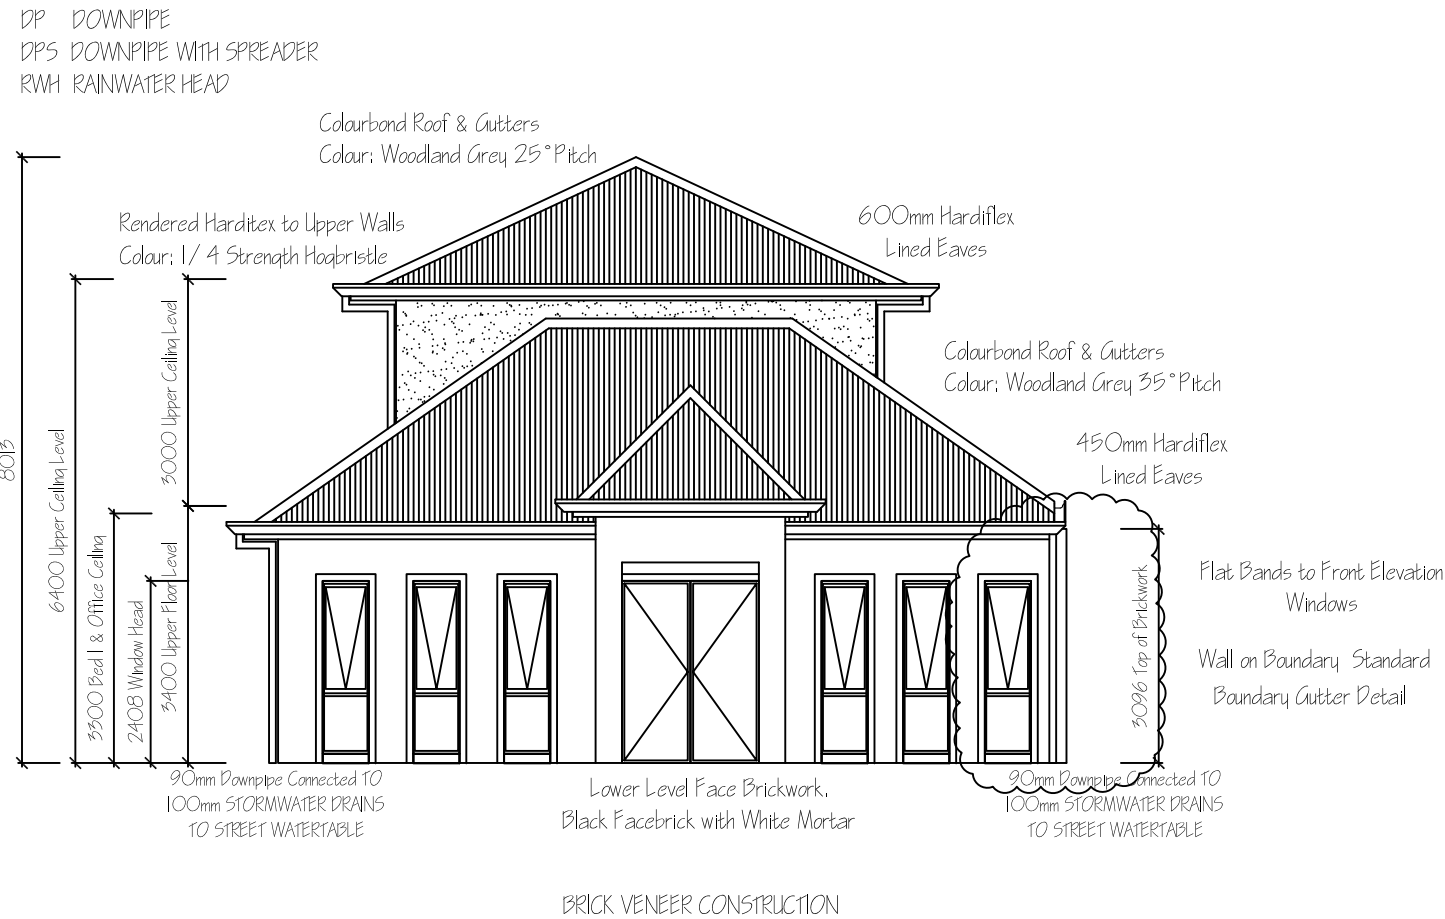 DP DOWNPIPE
DPS DOWNPIPE WITH SPREADER
RWH RAINWATER HEAD
Colourbond Roof & Gutters
Colour: Woodland Grey 25° Pitch
Rendered Harditex to Upper Walls
Colour: 1/4 Strength Hogbristle
600mm Hardiflex
Lined Eaves
Colourbond Roof & Gutters
Colour: Woodland Grey 35° Pitch
450mm Hardiflex
Lined Eaves
8013
6400 Upper Ceiling Level
3300 Bed 1 & Office Ceiling
2408 Window Head
3000 Upper Ceiling Level
3400 Upper Floor Level
3096 Top of Brickwork
Flat Bands to Front Elevation
Windows
Wall on Boundary Standard
Boundary Gutter Detail
90mm Downpipe Connected TO
100mm STORMWATER DRAINS
TO STREET WATERTABLE
Lower Level Face Brickwork,
Black Facebrick with White Mortar
90mm Downpipe Connected TO
100mm STORMWATER DRAINS
TO STREET WATERTABLE
BRICK VENEER CONSTRUCTION